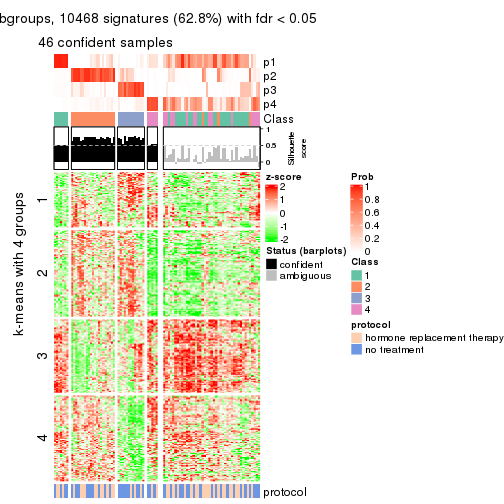 bgroups, 10468 signatures (62.8%) with fdr < 0.05
46 confident samples
p1
p2
p3
p4
Class
1
0.5
0
Silhouette
score
k-means with 4 groups
1
2
3
4
z-score
2
1
0
-1
-2
Status (barplots)
confident
ambiguous
Prob
1
0.8
0.6
0.4
0.2
0
Class
1
2
3
4
protocol
hormone replacement therapy
no treatment
protocol